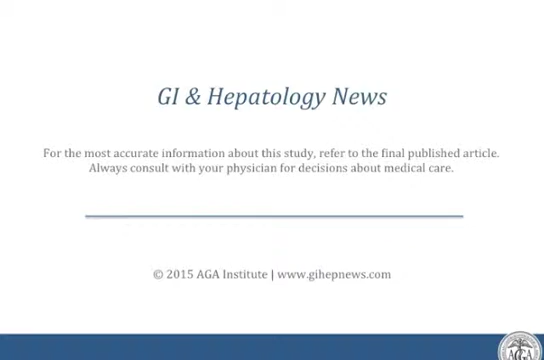 GI & Hepatology News
For the most accurate information about this study, refer to the final published article.
Always consult with your physician for decisions about medical care.
© 2015 AGA Institute | www.gihepnews.com
AGA